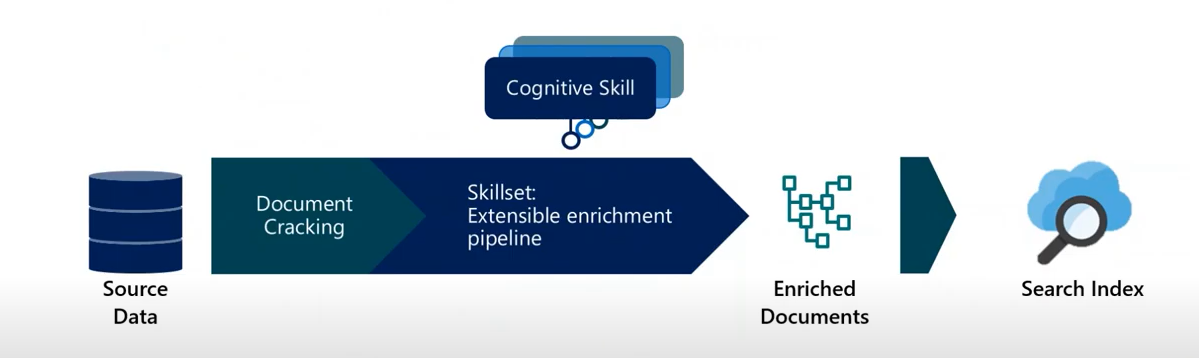 Cognitive Skill
Document
Cracking
Skillset:
Extensible enrichment
pipeline
Source
Data
Enriched
Documents
Search Index